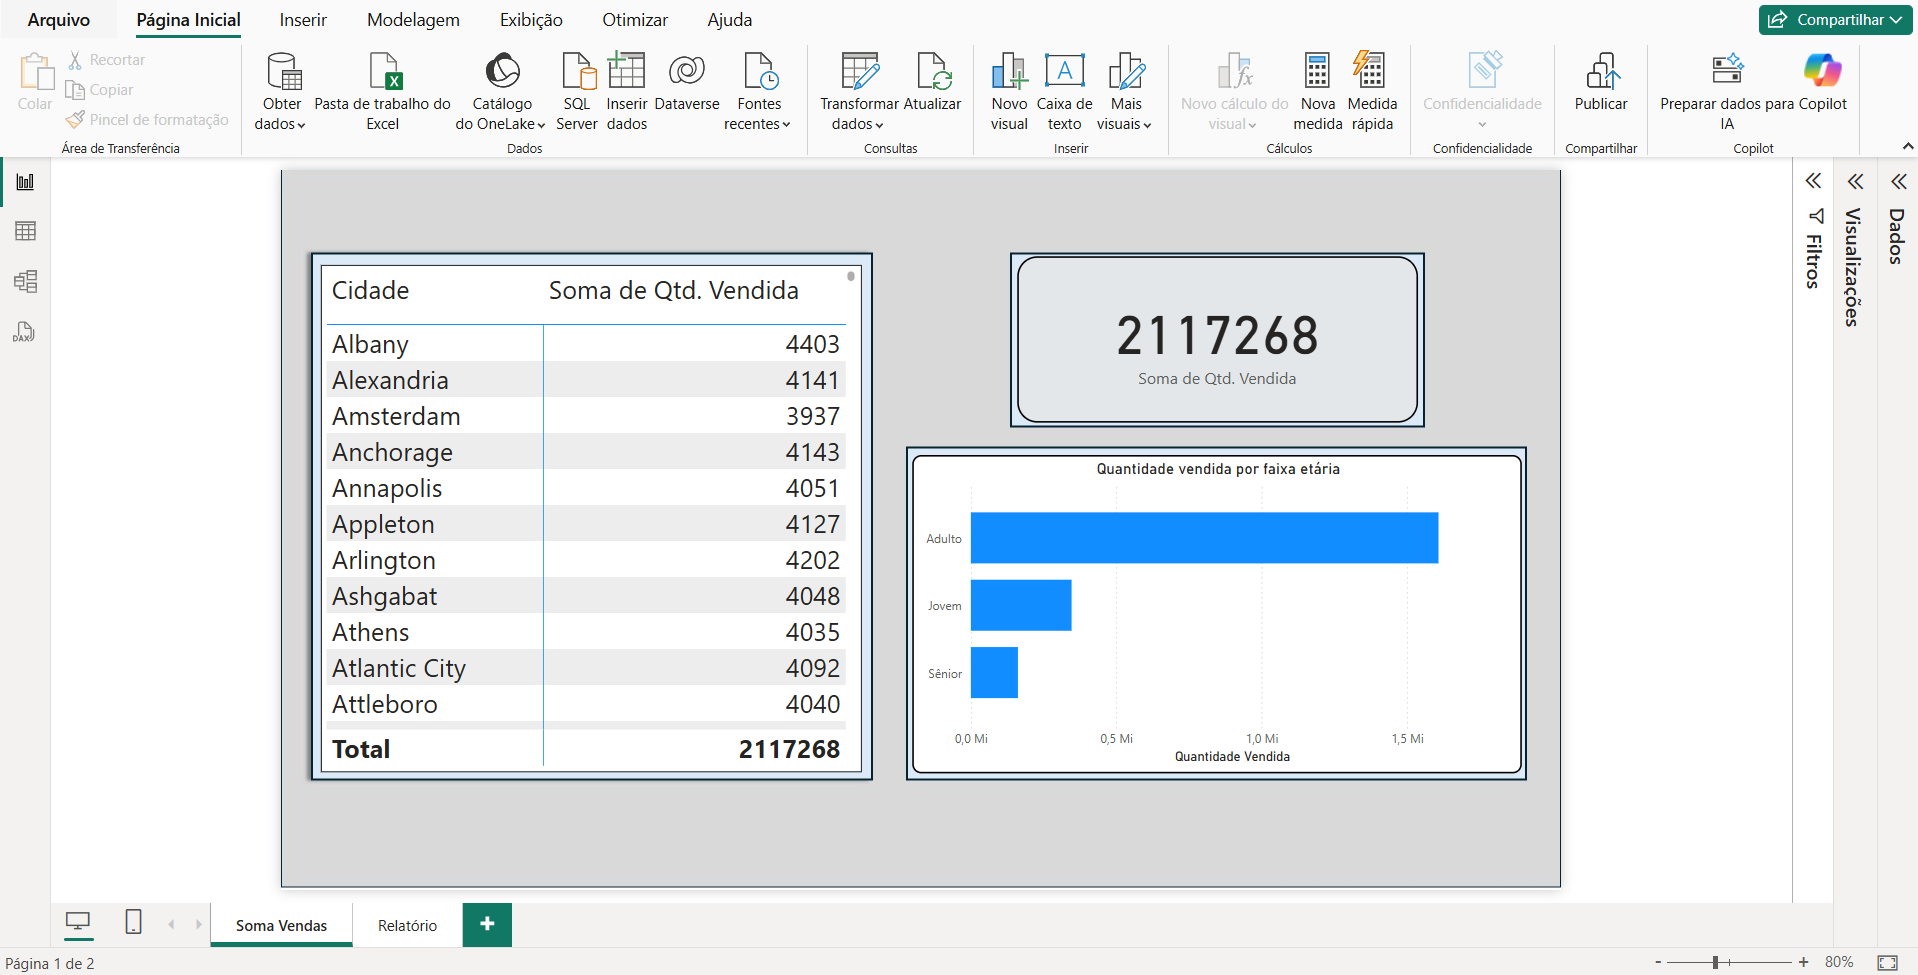 Arquivo
Página Inicial
Inserir
Modelagem
Exibição
Otimizar
Ajuda
Compartilhar
Colar
Recortar
Copiar
Pincel de formatação
Área de Transferência
Obter
dados
Pasta de trabalho do
Excel
Catálogo
do OneLake
SQL
Server
Inserir
dados
Dataverse
Fontes
recentes
Dados
Transformar
dados
Atualizar
Consultas
Novo
visual
Caixa de
texto
Mais
visuais
Inserir
Novo cálculo do
visual
Nova
medida
Medida
rápida
Cálculos
Confidencialidade
Confidencialidade
Publicar
Compartilhar
Preparar dados para
IA
Copilot
Copilot
DAX
Cidade Soma de Qtd. Vendida
Albany 4403
Alexandria 4141
Amsterdam 3937
Anchorage 4143
Annapolis 4051
Appleton 4127
Arlington 4202
Ashgabat 4048
Athens 4035
Atlantic City 4092
Attleboro 4040
Total 2117268
2117268
Soma de Qtd. Vendida
Quantidade vendida por faixa etária
Adulto
Jovem
Sênior
0,0 Mi 0,5 Mi 1,0 Mi 1,5 Mi
Quantidade Vendida
Filtros
Visualizações
Dados
Soma Vendas
Relatório
+
Página 1 de 2
- + 80%